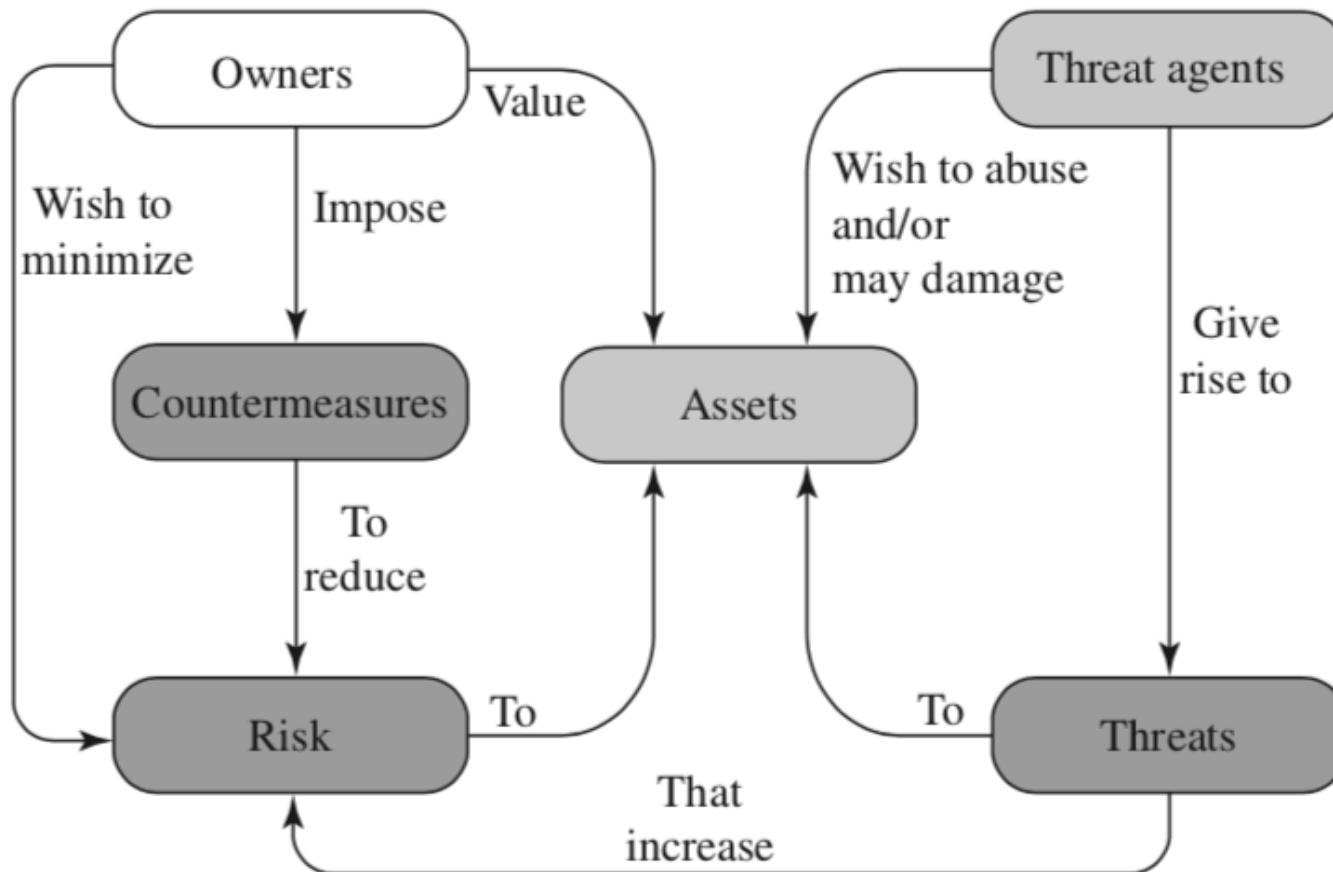 Owners
Threat agents
Value
Wish to
minimize
Impose
Wish to abuse
and/or
may damage
Give
rise to
Countermeasures
Assets
To
reduce
Risk
To
To
Threats
That
increase